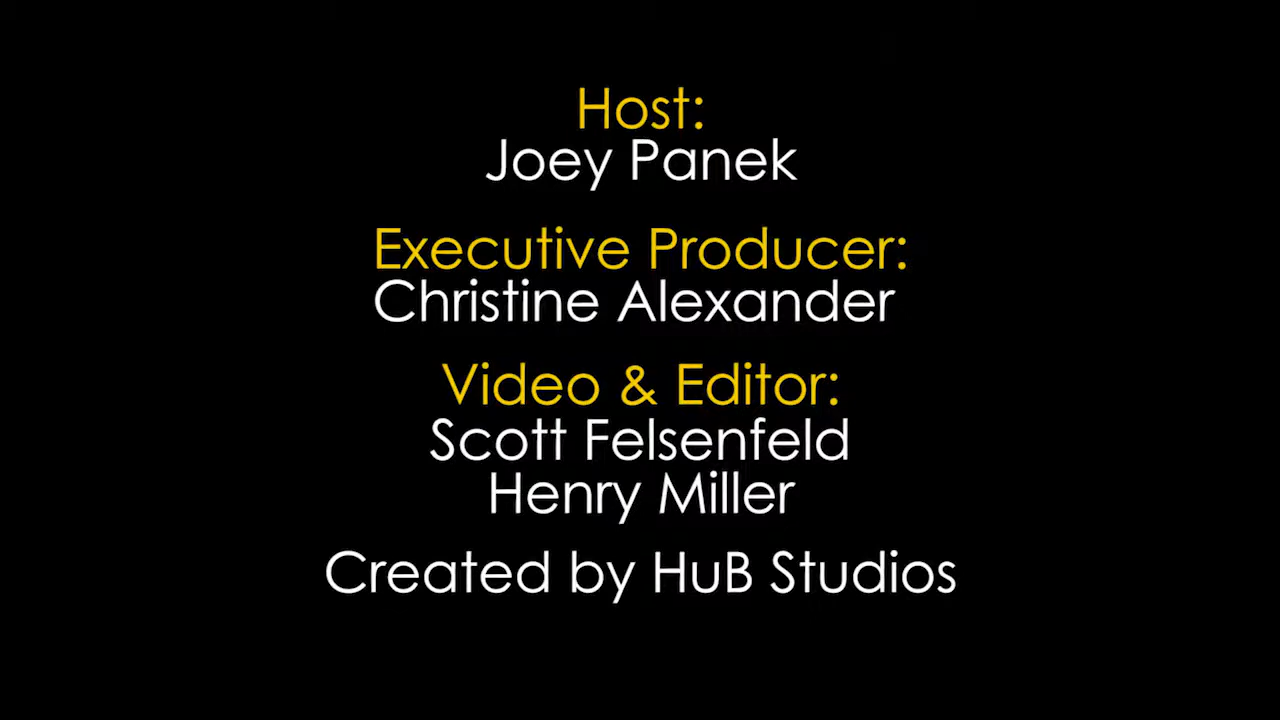 Host:
Joey Panek
Executive Producer:
Christine Alexander
Video & Editor:
Scott Felsenfeld
Henry Miller
Created by HuB Studios